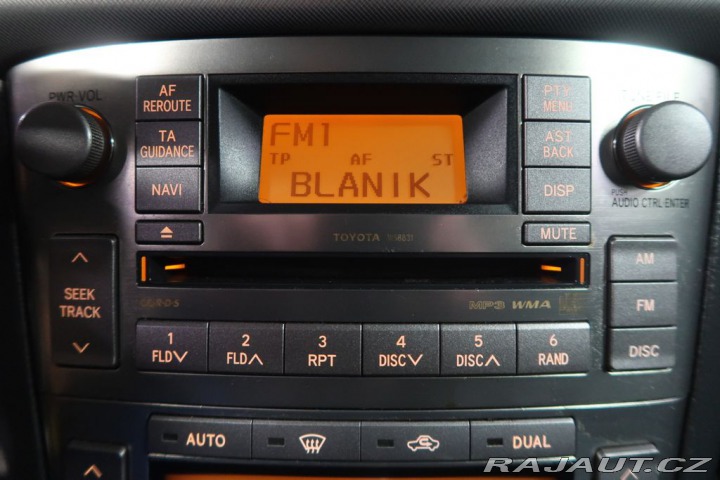 PWR·VOL
AF
REROUTE
TA
GUIDANCE
NAVI
FM1
TP AF ST
BLANIK
PTY
MENU
AST
BACK
DISP
PUSH
AUDIO CTRL·ENTER
TOYOTA
MUTE
SEEK
TRACK
MP3 WMA
AM
FM
DISC
1
FLD
2
FLD
3
RPT
4
DISC
5
DISC
6
RAND
AUTO
DUAL
RAJAUT.CZ